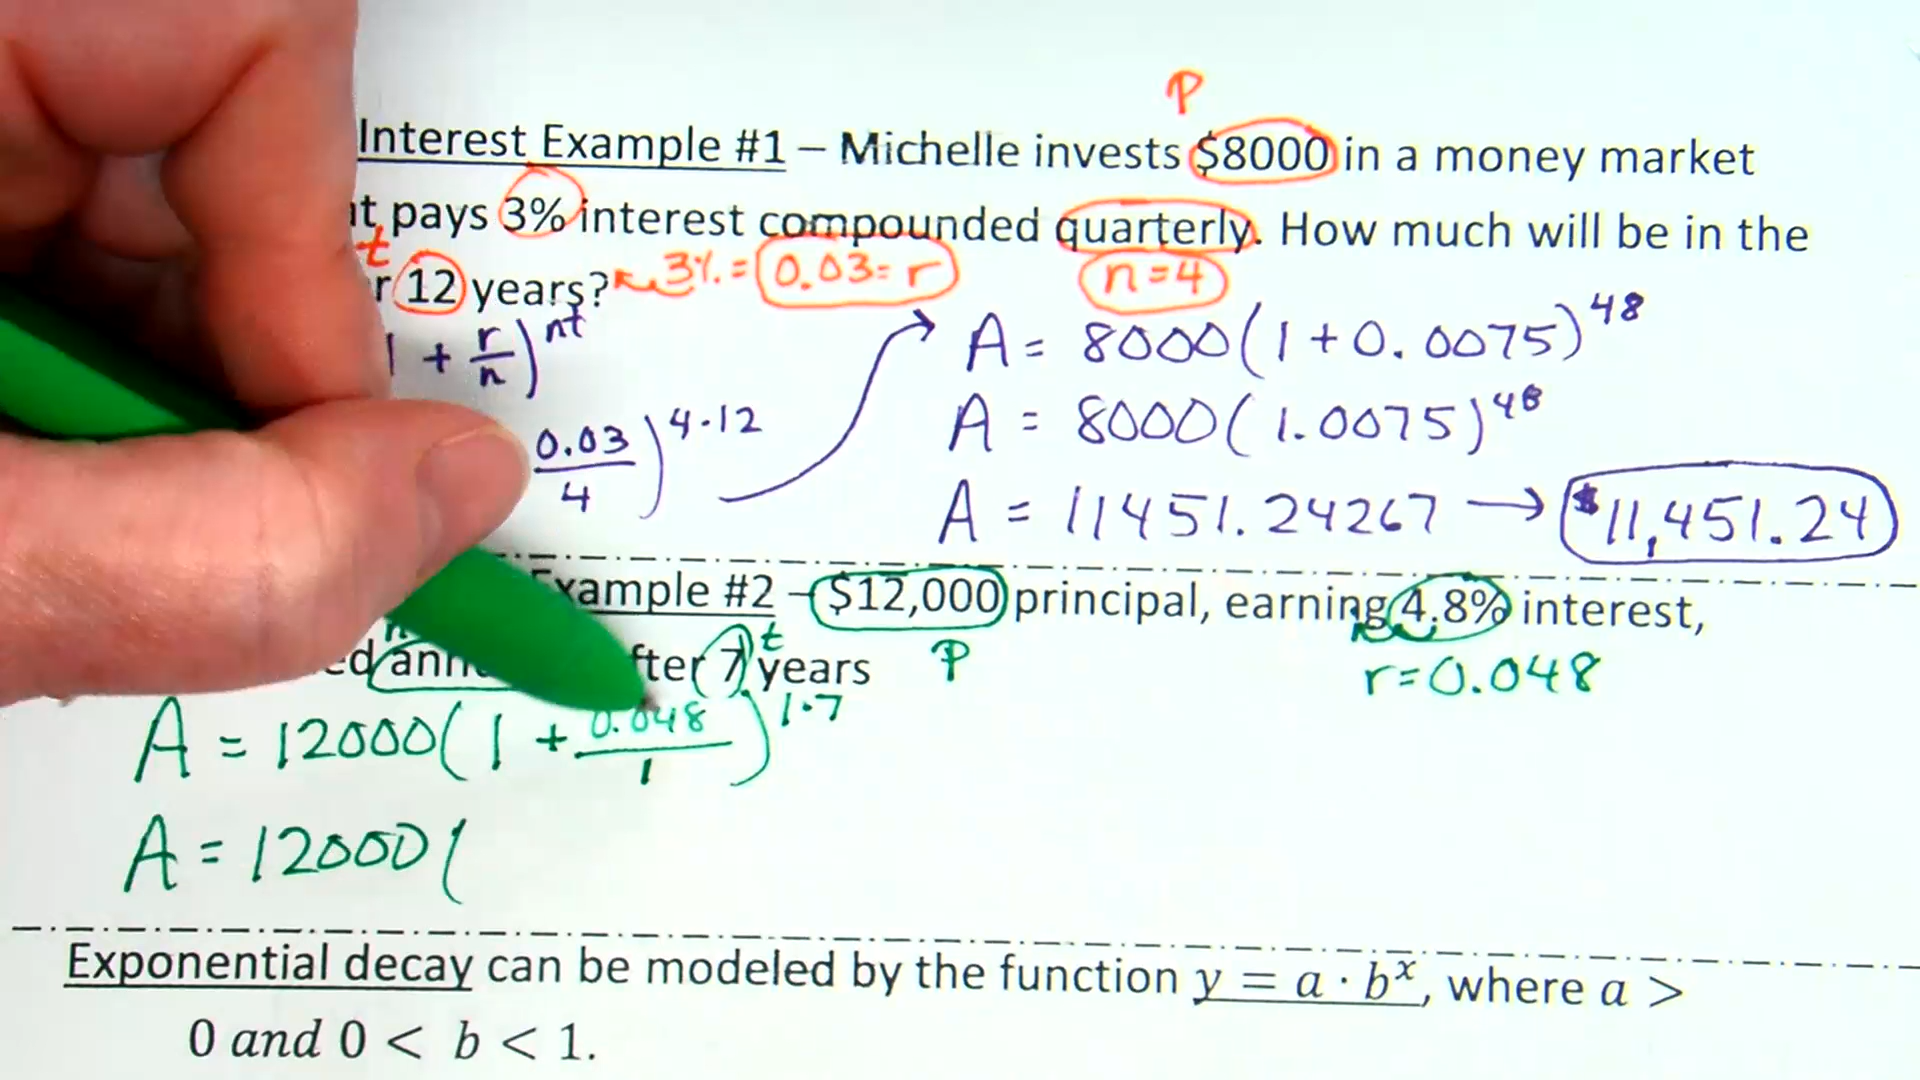 P
Interest Example #1 – Michelle invests $8000 in a money market
pays 3% interest compounded quarterly. How much will be in the
t
12 years? 3% = 0.03 = r n=4
1 + r/n)^nt
A = 8000(1+0.0075)^48
0.03/4)^4·12
A = 8000(1.0075)^48
A = 11451.24267 → $11,451.24
Example #2 – $12,000 principal, earning 4.8% interest,
7 years
t
P
r=0.048
A = 12000(1 + 0.048/1)^1·7
A = 12000(
Exponential decay can be modeled by the function y = a · b^x, where a >
0 and 0 < b < 1.